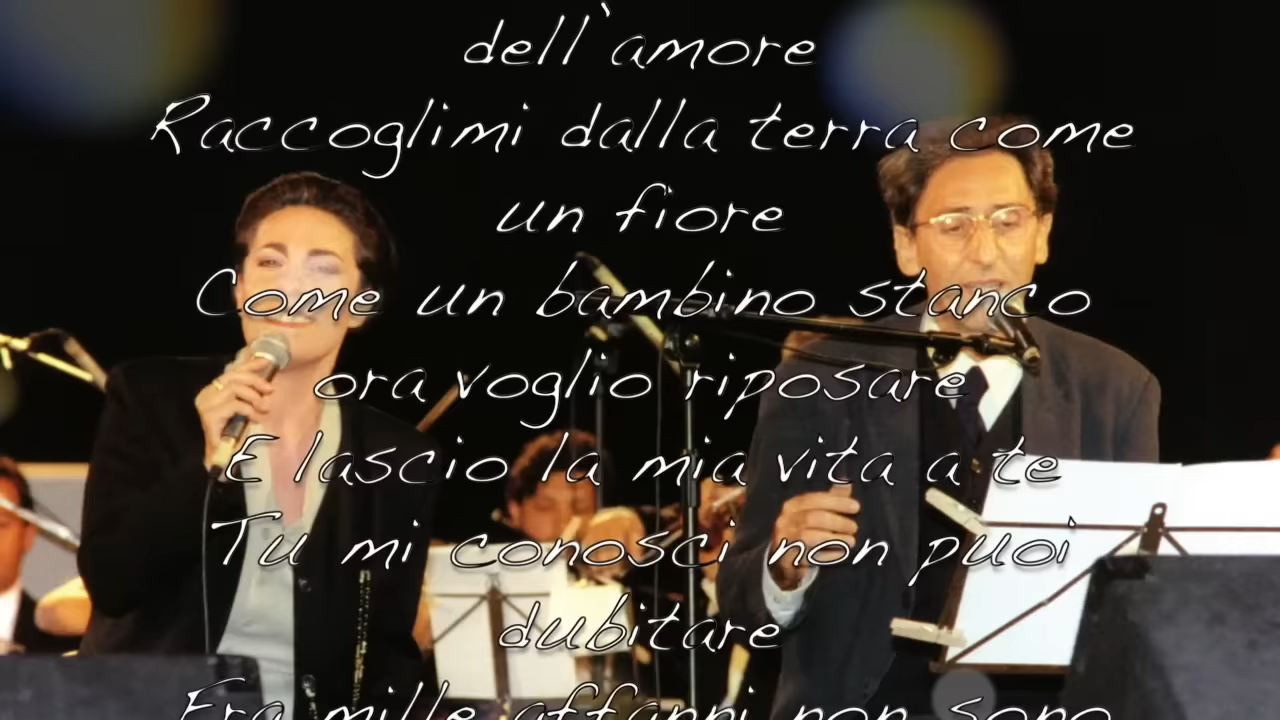 dell`amore
Raccoglimi dalla terra come
un fiore
Come un bambino stanco
ora voglio riposare
E lascio la mia vita a te
Tu mi conosci non puoi
dubitare
Fra mille affanni non sono